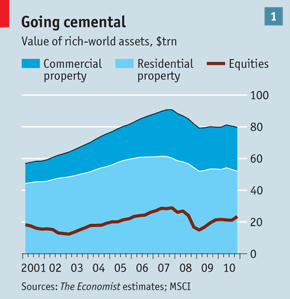 Going cemental
1
Value of rich-world assets, $trn
Commercial property
Residential property
Equities
100
80
60
40
20
0
2001 02 03 04 05 06 07 08 09 10
Sources: The Economist estimates; MSCI